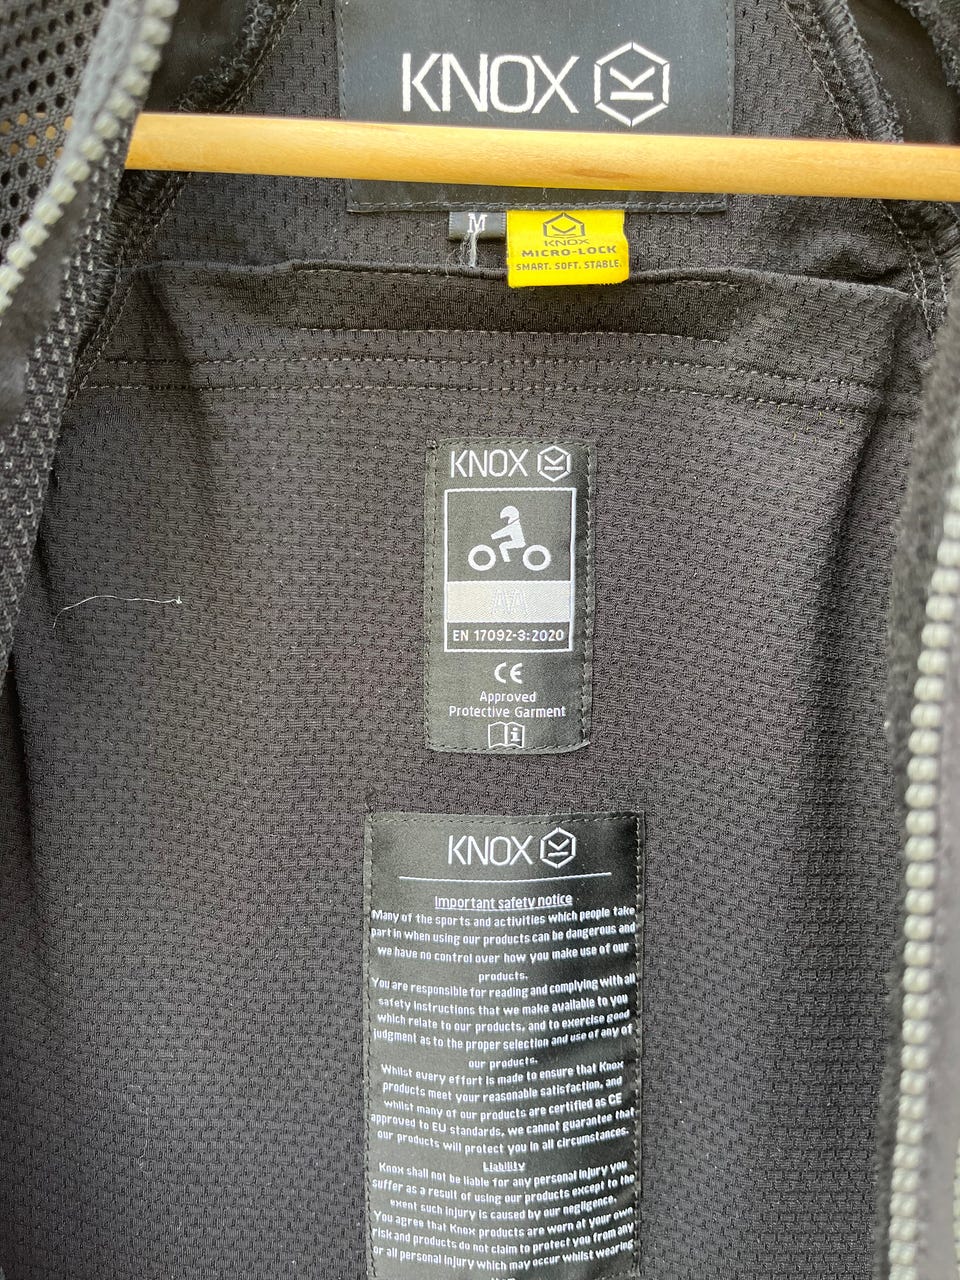 KNOX
M
KNOX
MICRO-LOCK
SMART. SOFT. STABLE.
KNOX
AA
EN 17092-3:2020
CE
Approved
Protective Garment
i
KNOX
Important safety notice
Many of the sports and activities which people take
part in when using our products can be dangerous and
we have no control over how you make use of our
products.
You are responsible for reading and complying with all
safety instructions that we make available to you
which relate to our products, and to exercise good
judgment as to the proper selection and use of any of
our products.
Whilst every effort is made to ensure that Knox
products meet your reasonable satisfaction, and
whilst many of our products are certified as CE
approved to EU standards, we cannot guarantee that
our products will protect you in all circumstances.
Liability
Knox shall not be liable for any personal injury you
suffer as a result of using our products except to the
exent such injury is caused by our negligence.
You agree that Knox products are worn at your own
risk and products do not claim to protect you from any
or all personal injury which may occur whilst wearing